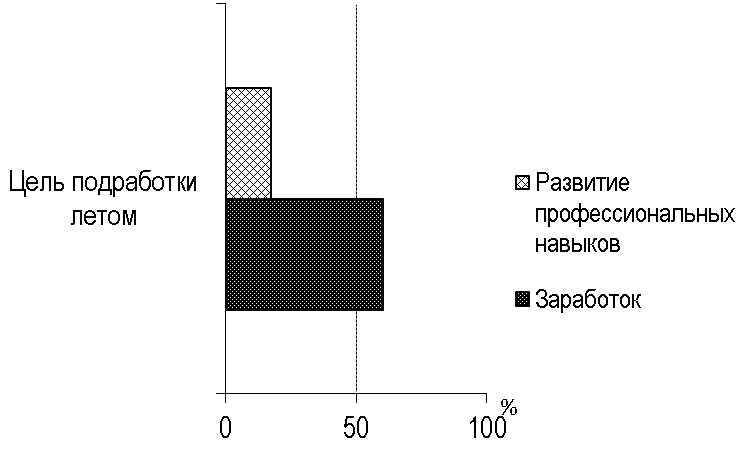 Цель подработки
летом
Развитие
профессиональных
навыков
Заработок
0
50
100
%